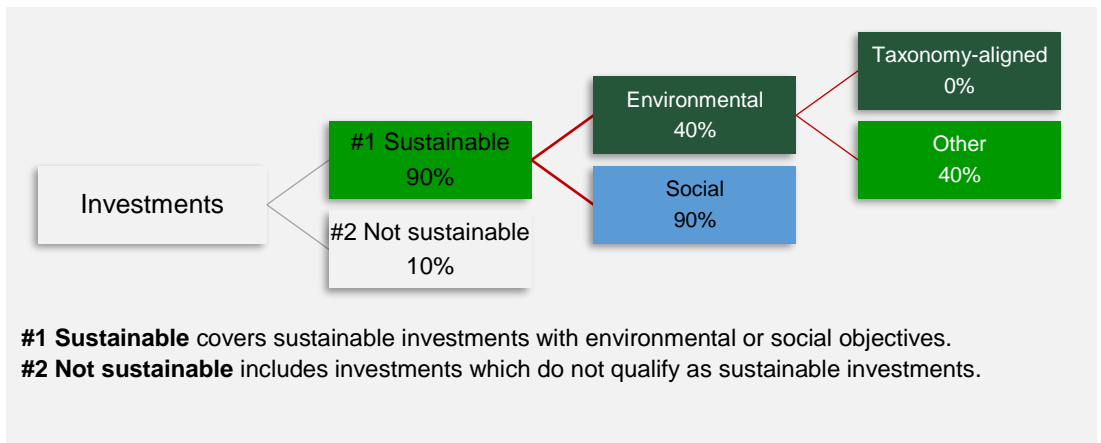 Investments
#1 Sustainable
90%
#2 Not sustainable
10%
Environmental
40%
Social
90%
Taxonomy-aligned
0%
Other
40%
#1 Sustainable covers sustainable investments with environmental or social objectives.
#2 Not sustainable includes investments which do not qualify as sustainable investments.